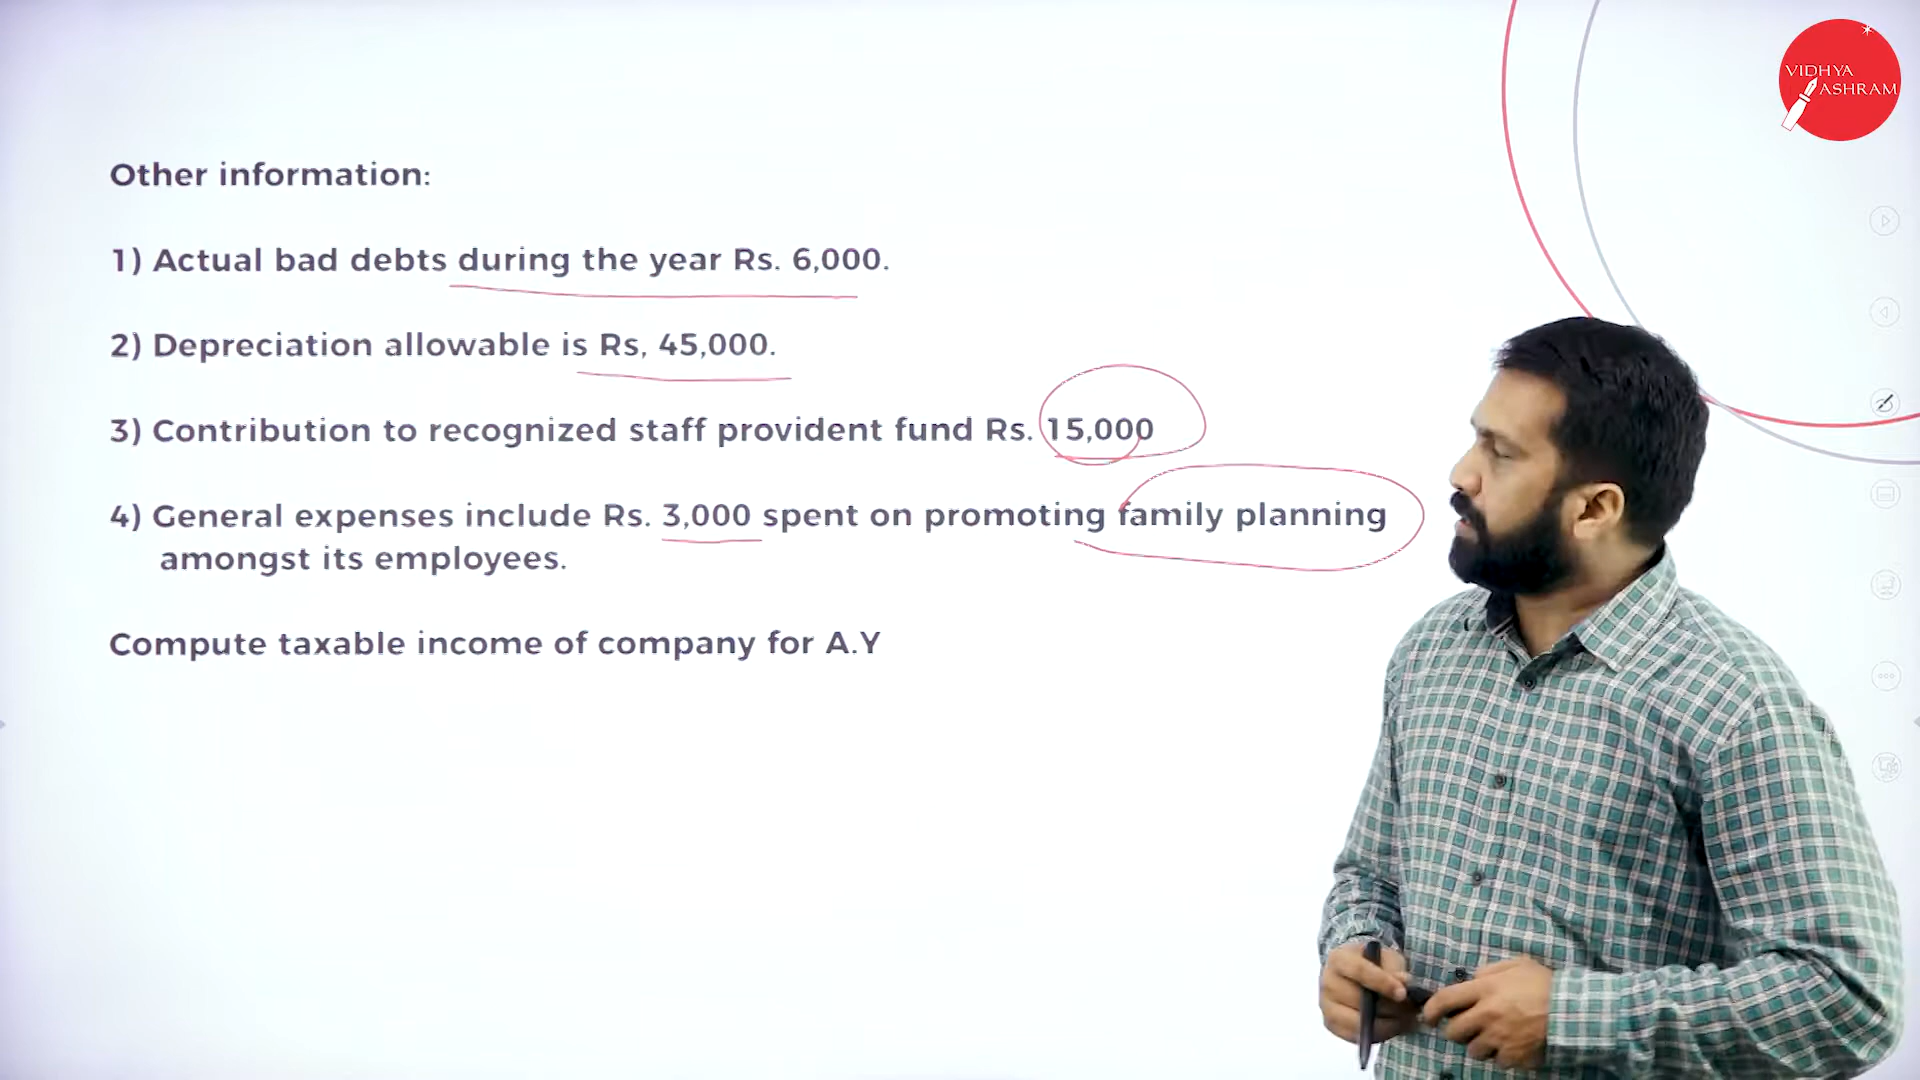 VIDHYA
ASHRAM
Other information:
1) Actual bad debts during the year Rs. 6,000.
2) Depreciation allowable is Rs, 45,000.
3) Contribution to recognized staff provident fund Rs. 15,000
4) General expenses include Rs. 3,000 spent on promoting family planning
amongst its employees.
Compute taxable income of company for A.Y